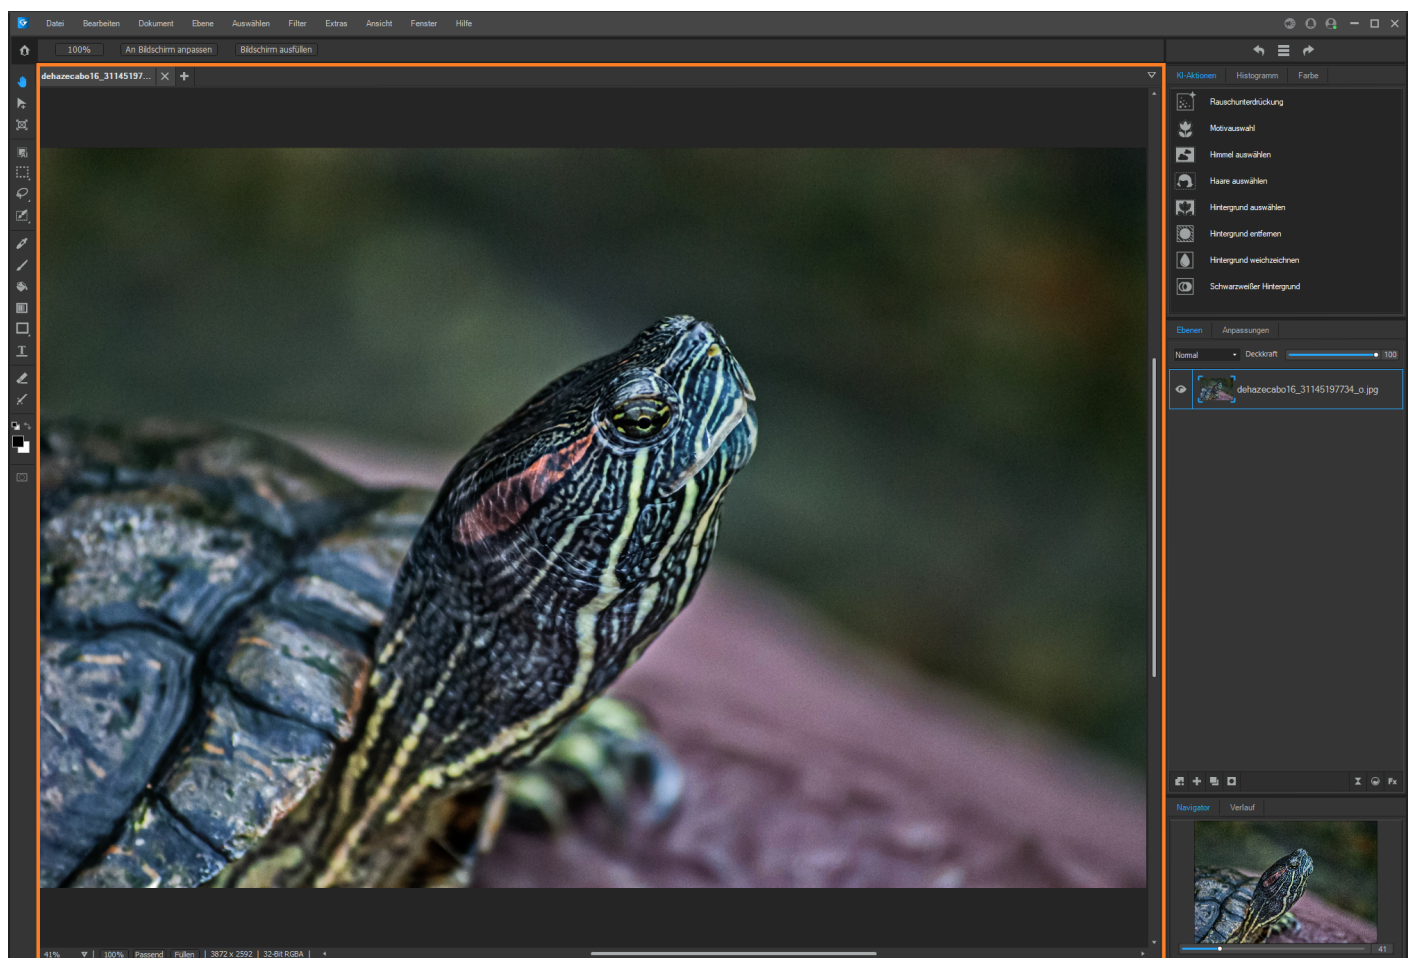 Datei Bearbeiten Dokument Ebene Auswählen Filter Extras Ansicht Fenster Hilfe
100% An Bildschirm anpassen Bildschirm ausfüllen
dehazecabo16_31145197...
KI-Aktionen Histogramm Farbe
Rauschunterdrückung
Motivauswahl
Himmel auswählen
Haare auswählen
Hintergrund auswählen
Hintergrund entfernen
Hintergrund weichzeichnen
Schwarzweißer Hintergrund
Ebenen Anpassungen
Normal Deckkraft 100
dehazecabo16_31145197734_o.jpg
Fx
Navigator Verlauf
41
41% 100% Passend Füllen 3872 x 2592 32-Bit RGBA